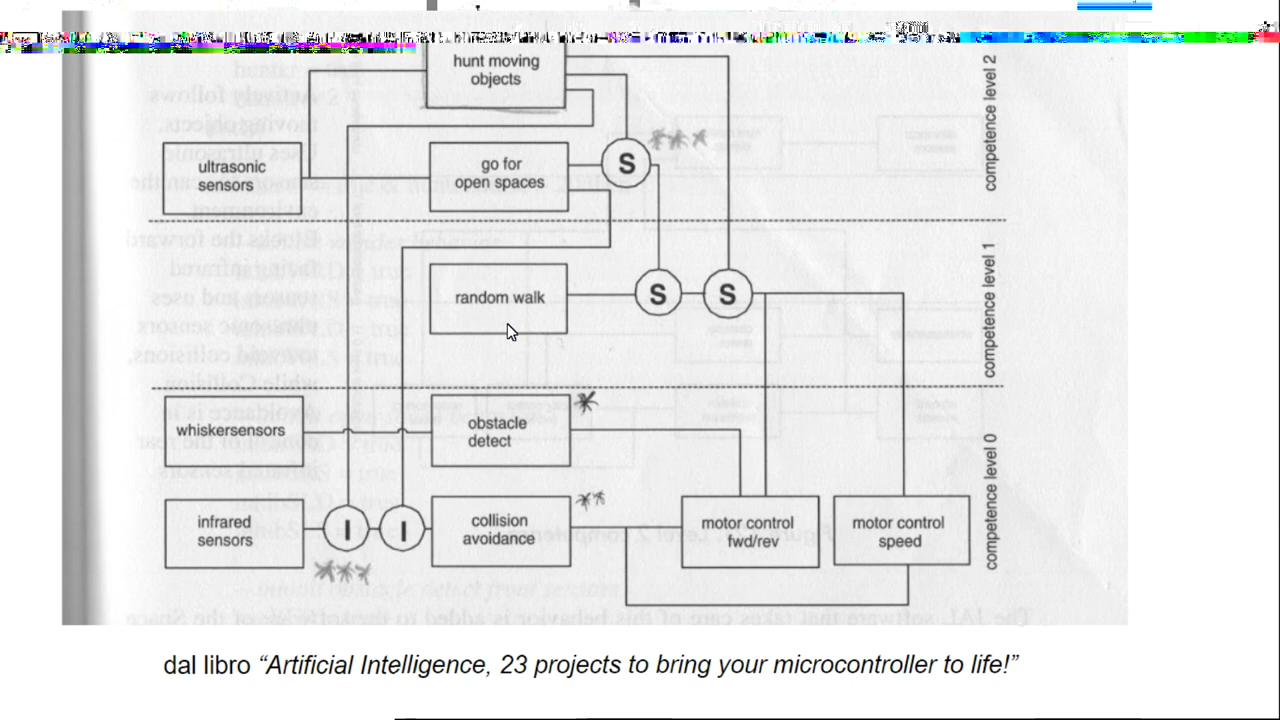 hunt moving
objects
competence level 2
ultrasonic
sensors
go for
open spaces
S
random walk
S
S
competence level 1
whiskersensors
obstacle
detect
infrared
sensors
I
I
collision
avoidance
motor control
fwd/rev
motor control
speed
competence level 0
dal libro “Artificial Intelligence, 23 projects to bring your microcontroller to life!”